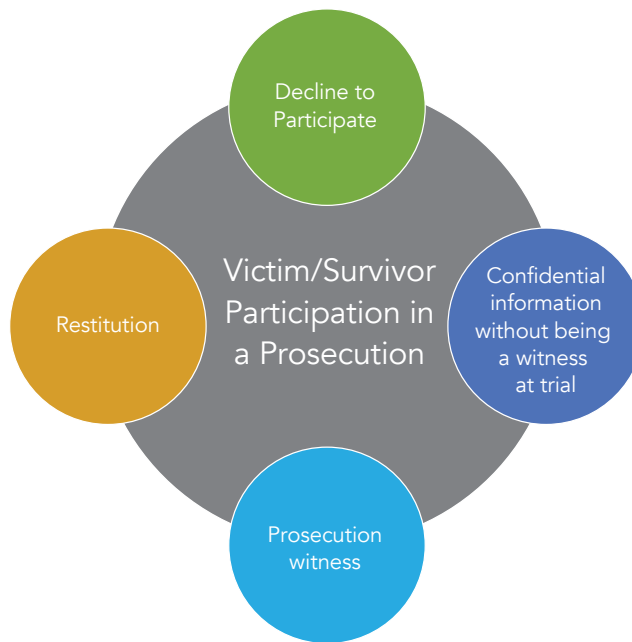 Decline to
Participate
Victim/Survivor
Participation in
a Prosecution
Restitution
Confidential
information
without being
a witness
at trial
Prosecution
witness